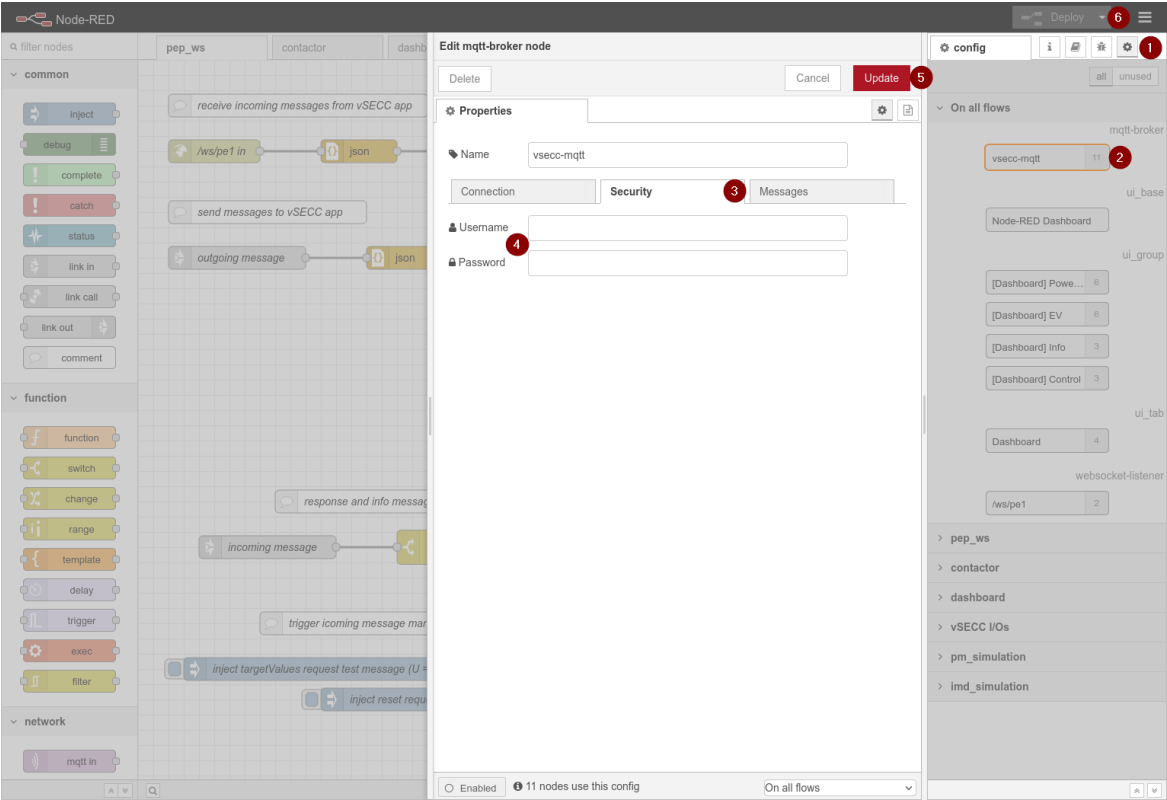 Node-RED
Deploy
6
filter nodes
common
inject
debug
complete
catch
status
link in
link call
link out
comment
function
function
switch
change
range
template
delay
trigger
exec
filter
network
mqtt in
pep_ws
contactor
dashb
receive incoming messages from vSECC app
/ws/pe1 in
json
send messages to vSECC app
outgoing message
json
response and info messag
incoming message
trigger icoming message mar
inject targetValues request test message (U =
inject reset requ
Edit mqtt-broker node
Delete
Cancel
Update
5
Properties
Name
vsecc-mqtt
Connection
Security
3
Messages
Username
4
Password
Enabled
11 nodes use this config
On all flows
config
i
1
all
unused
On all flows
mqtt-broker
vsecc-mqtt
11
2
ui_base
Node-RED Dashboard
ui_group
[Dashboard] Powe...
6
[Dashboard] EV
6
[Dashboard] Info
3
[Dashboard] Control
3
ui_tab
Dashboard
4
websocket-listener
/ws/pe1
2
pep_ws
contactor
dashboard
vSECC I/Os
pm_simulation
imd_simulation